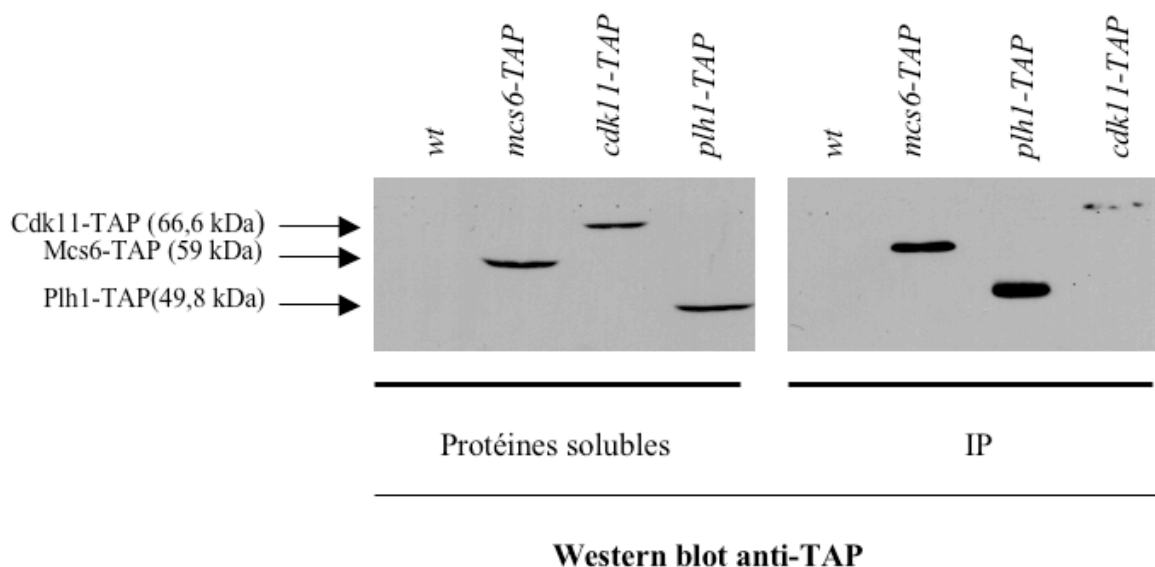 wt
mcs6-TAP
cdk11-TAP
plh1-TAP
wt
mcs6-TAP
plh1-TAP
cdk11-TAP
Cdk11-TAP (66,6 kDa)
Mcs6-TAP (59 kDa)
Plh1-TAP(49,8 kDa)
Protéines solubles
IP
Western blot anti-TAP